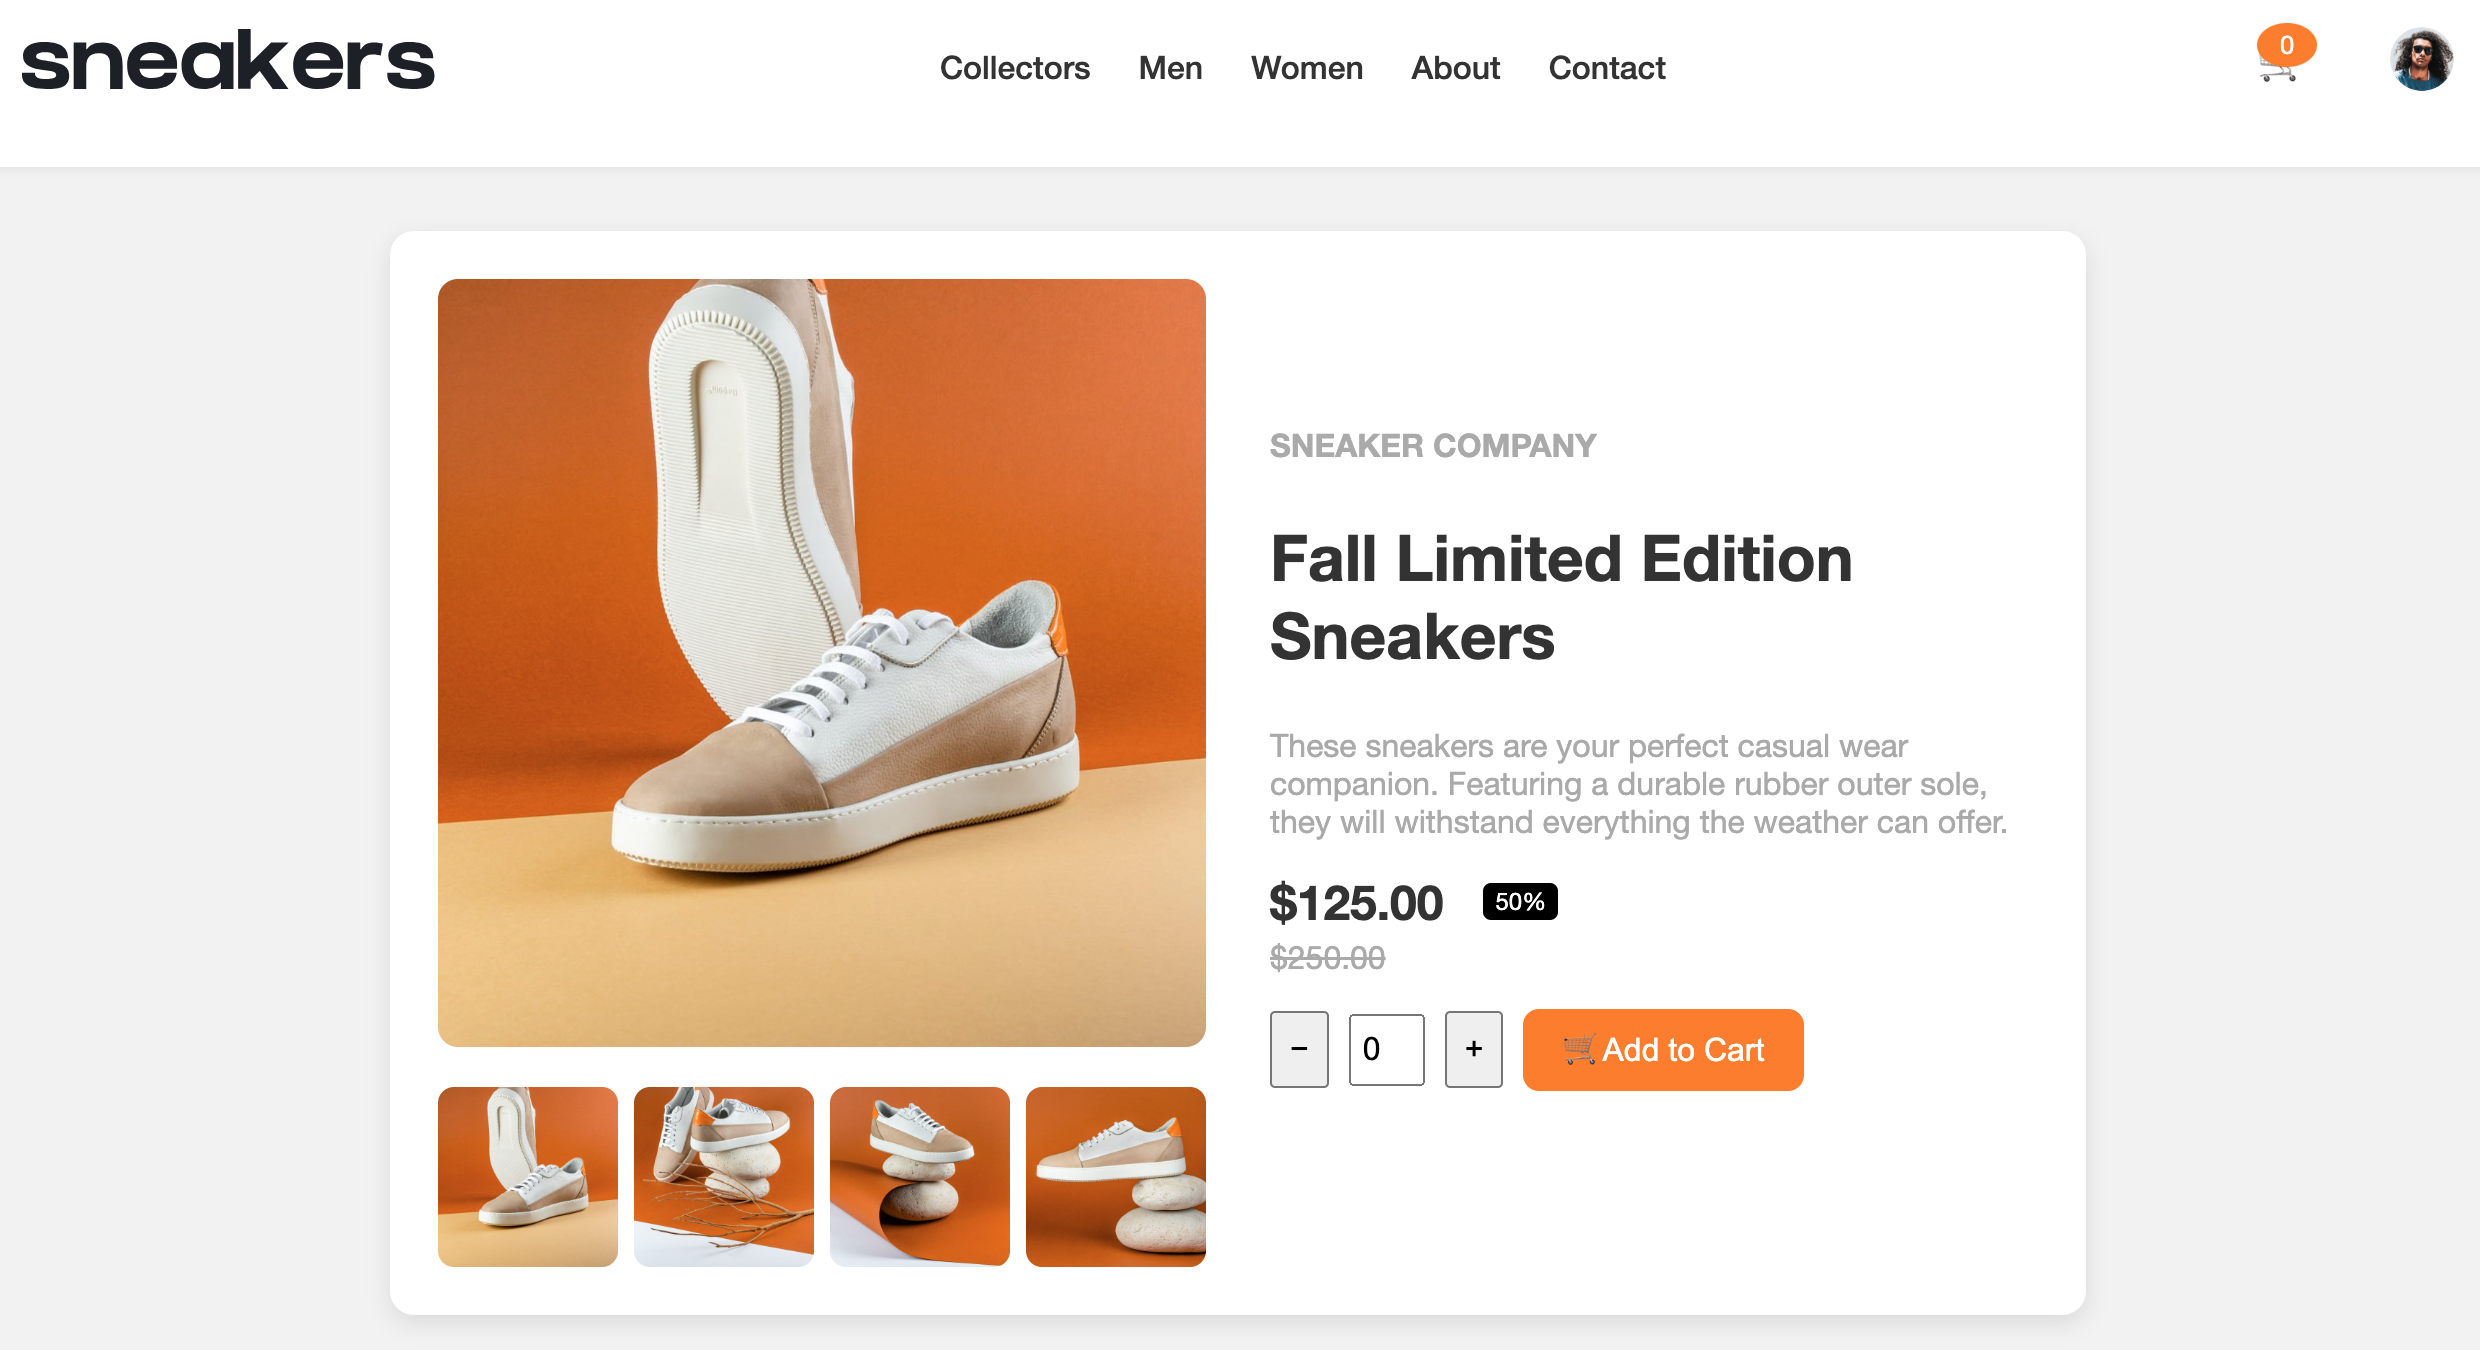 sneakers
Collectors Men Women About Contact
0
SNEAKER COMPANY
Fall Limited Edition
Sneakers
These sneakers are your perfect casual wear
companion. Featuring a durable rubber outer sole,
they will withstand everything the weather can offer.
$125.00 50%
$250.00
− 0 + Add to Cart